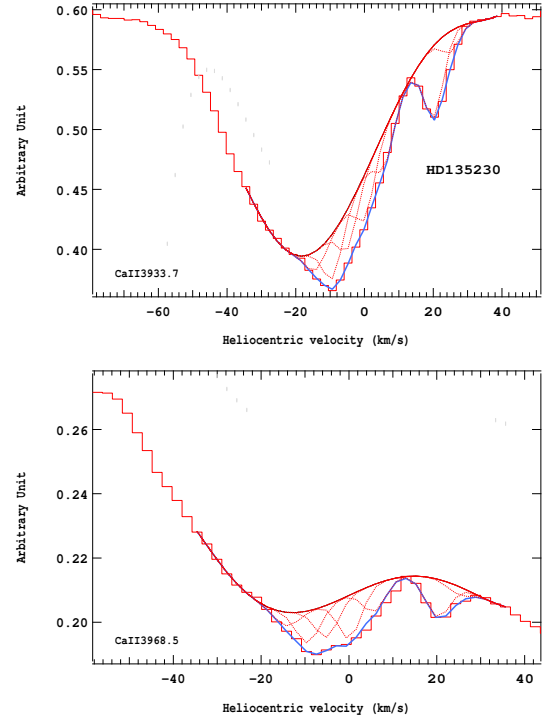 0.60
0.55
0.50
0.45
0.40
Arbitrary Unit
HD135230
CaII3933.7
-60 -40 -20 0 20 40
Heliocentric velocity (km/s)
0.26
0.24
0.22
0.20
Arbitrary Unit
CaII3968.5
-40 -20 0 20 40
Heliocentric velocity (km/s)